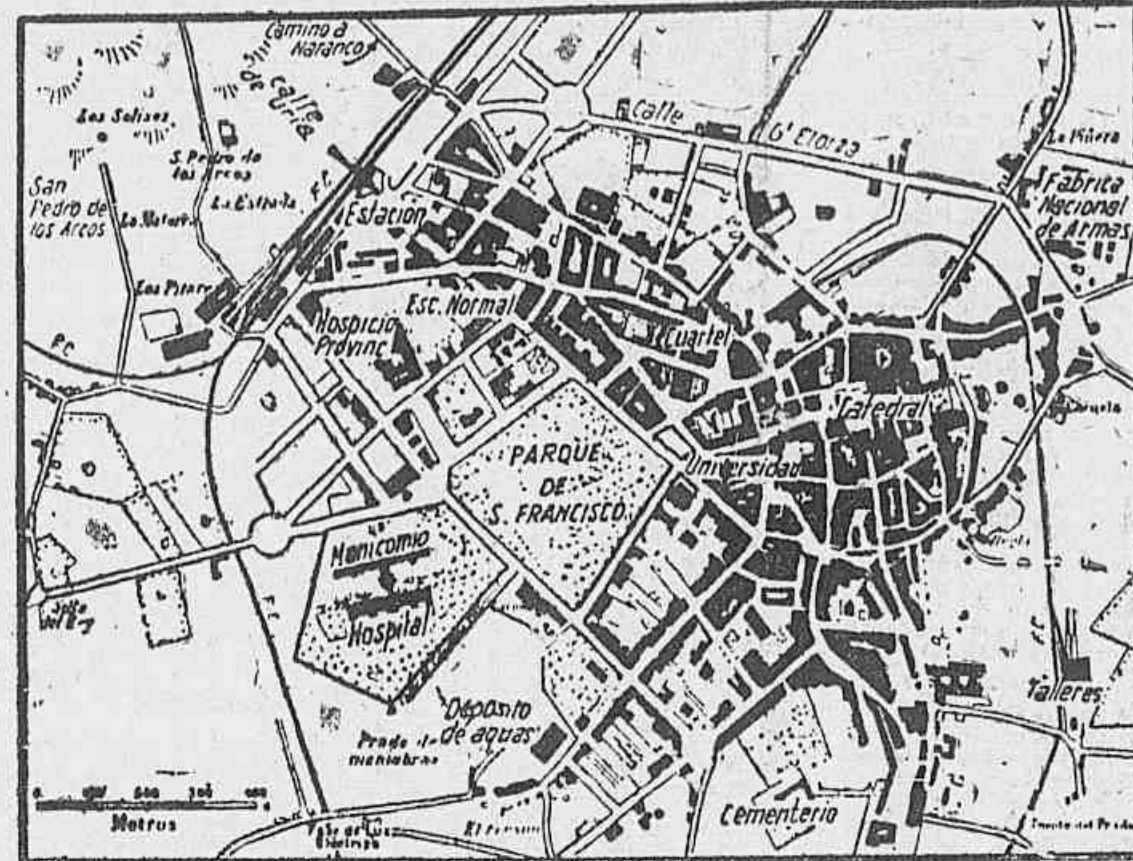 Camino a
Naranco
Calle
de Uría
Los Solises
S. Pedro de
los Arcos
San
Pedro de
los Arcos
F.C.
Estación
Calle
Gl Elorza
La
Fábrica
Nacional
de Armas
Esc. Normal
Hospicio
Provinc
Cuartel
Catedral
F.C.
PARQUE
DE
S. FRANCISCO
Universidad
Manicomio
Hospital
F.C.
F.C.
Talleres
Depósito
de aguas
Prado de
maniobras
500
Metros
Cementerio